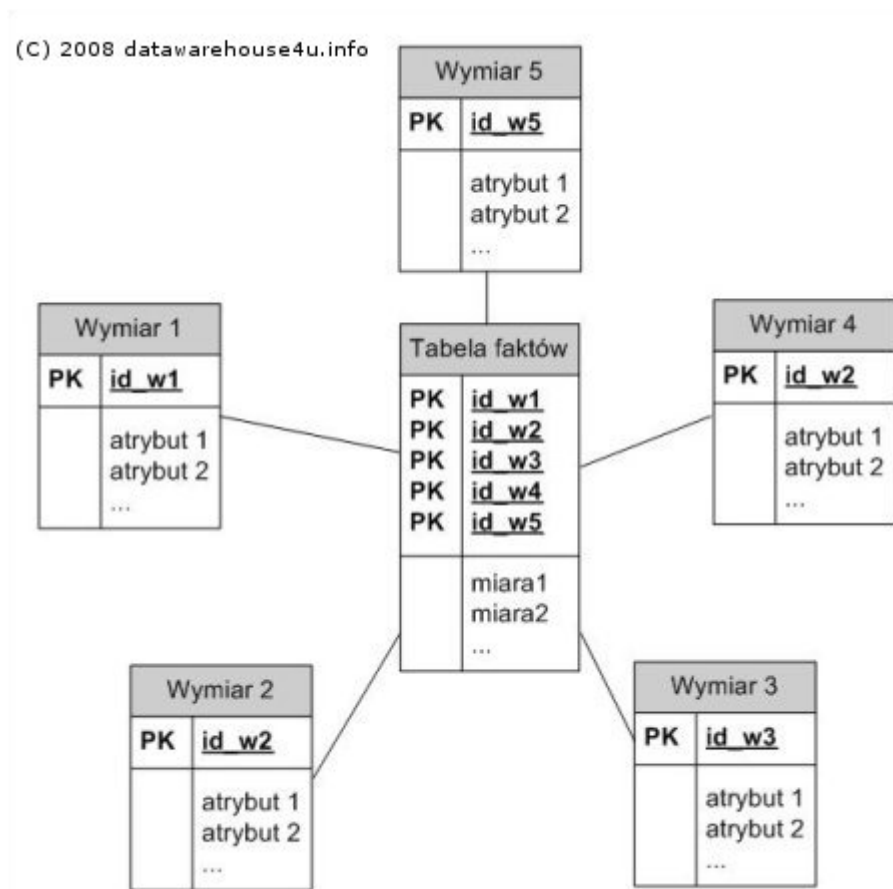 (C) 2008 datawarehouse4u.info
Wymiar 5
PK id_w5
atrybut 1
atrybut 2
...
Wymiar 1
PK id_w1
atrybut 1
atrybut 2
...
Tabela faktów
PK id_w1
PK id_w2
PK id_w3
PK id_w4
PK id_w5
miara1
miara2
...
Wymiar 4
PK id_w2
atrybut 1
atrybut 2
...
Wymiar 2
PK id_w2
atrybut 1
atrybut 2
...
Wymiar 3
PK id_w3
atrybut 1
atrybut 2
...